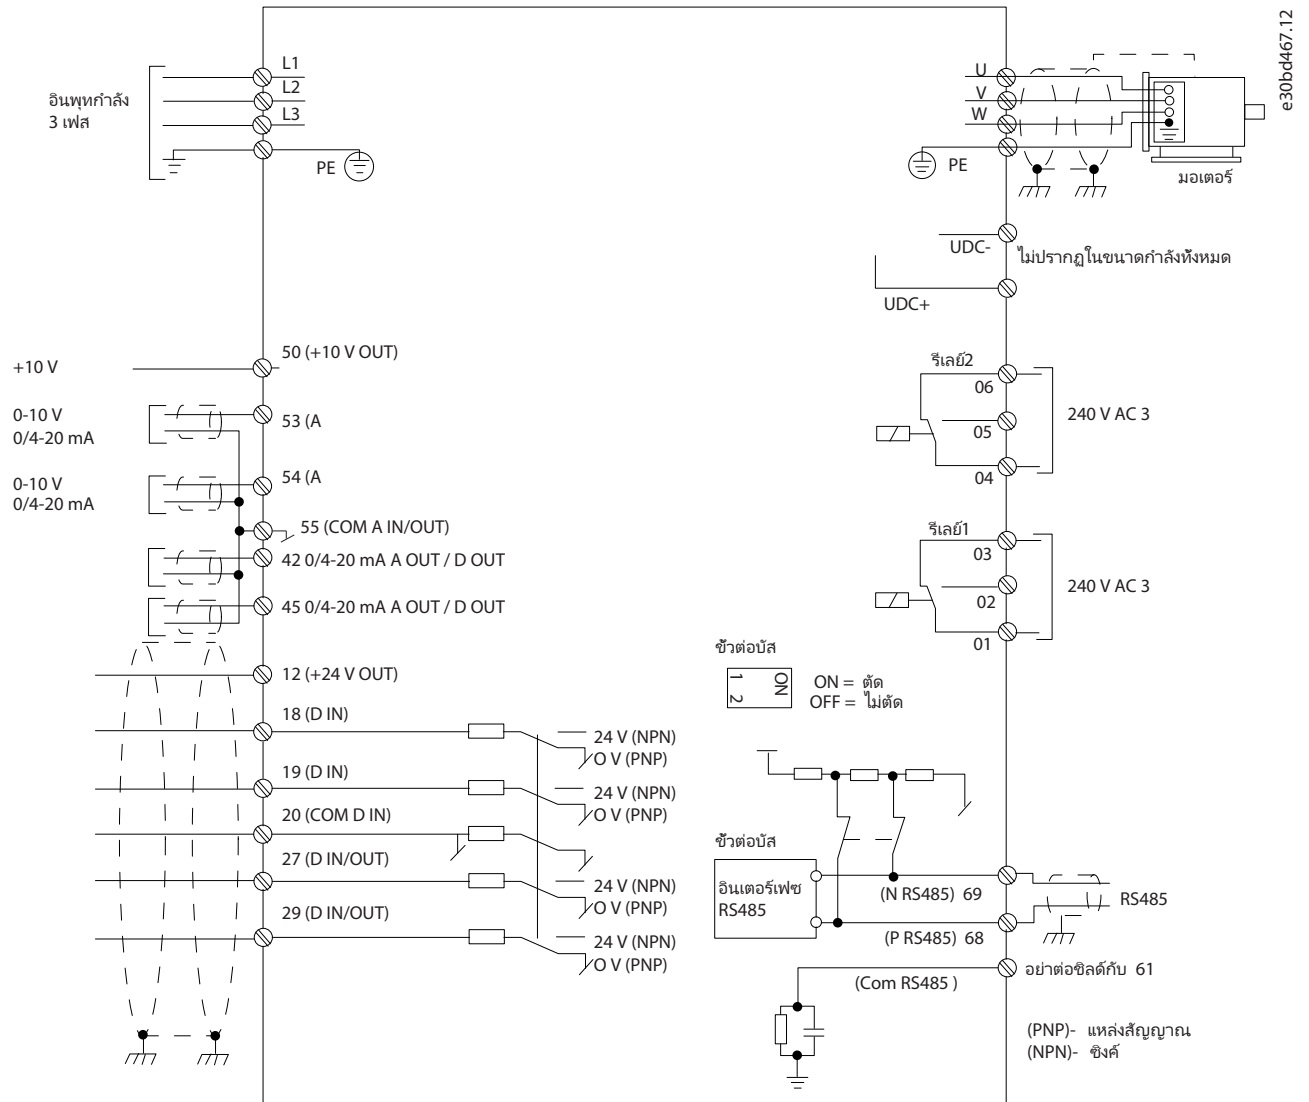 e30bd467.12
อินพุทกำลัง
3 เฟส
L1
L2
L3
PE
U
V
W
PE
มอเตอร์
UDC-
ไม่ปรากฏในขนาดกำลังทั้งหมด
UDC+
+10 V
50 (+10 V OUT)
0-10 V
0/4-20 mA
53 (A
0-10 V
0/4-20 mA
54 (A
55 (COM A IN/OUT)
42 0/4-20 mA A OUT / D OUT
45 0/4-20 mA A OUT / D OUT
12 (+24 V OUT)
18 (D IN)
24 V (NPN)
O V (PNP)
19 (D IN)
24 V (NPN)
O V (PNP)
20 (COM D IN)
27 (D IN/OUT)
24 V (NPN)
O V (PNP)
29 (D IN/OUT)
24 V (NPN)
O V (PNP)
รีเลย์2
06
05
04
240 V AC 3
รีเลย์1
03
02
01
240 V AC 3
ขั้วต่อบัส
1
2
ON
ON = ตัด
OFF = ไม่ตัด
ขั้วต่อบัส
อินเตอร์เฟซ
RS485
(N RS485) 69
(P RS485) 68
RS485
(Com RS485 )
อย่าต่อชิลด์กับ 61
(PNP)- แหล่งสัญญาณ
(NPN)- ซิงค์